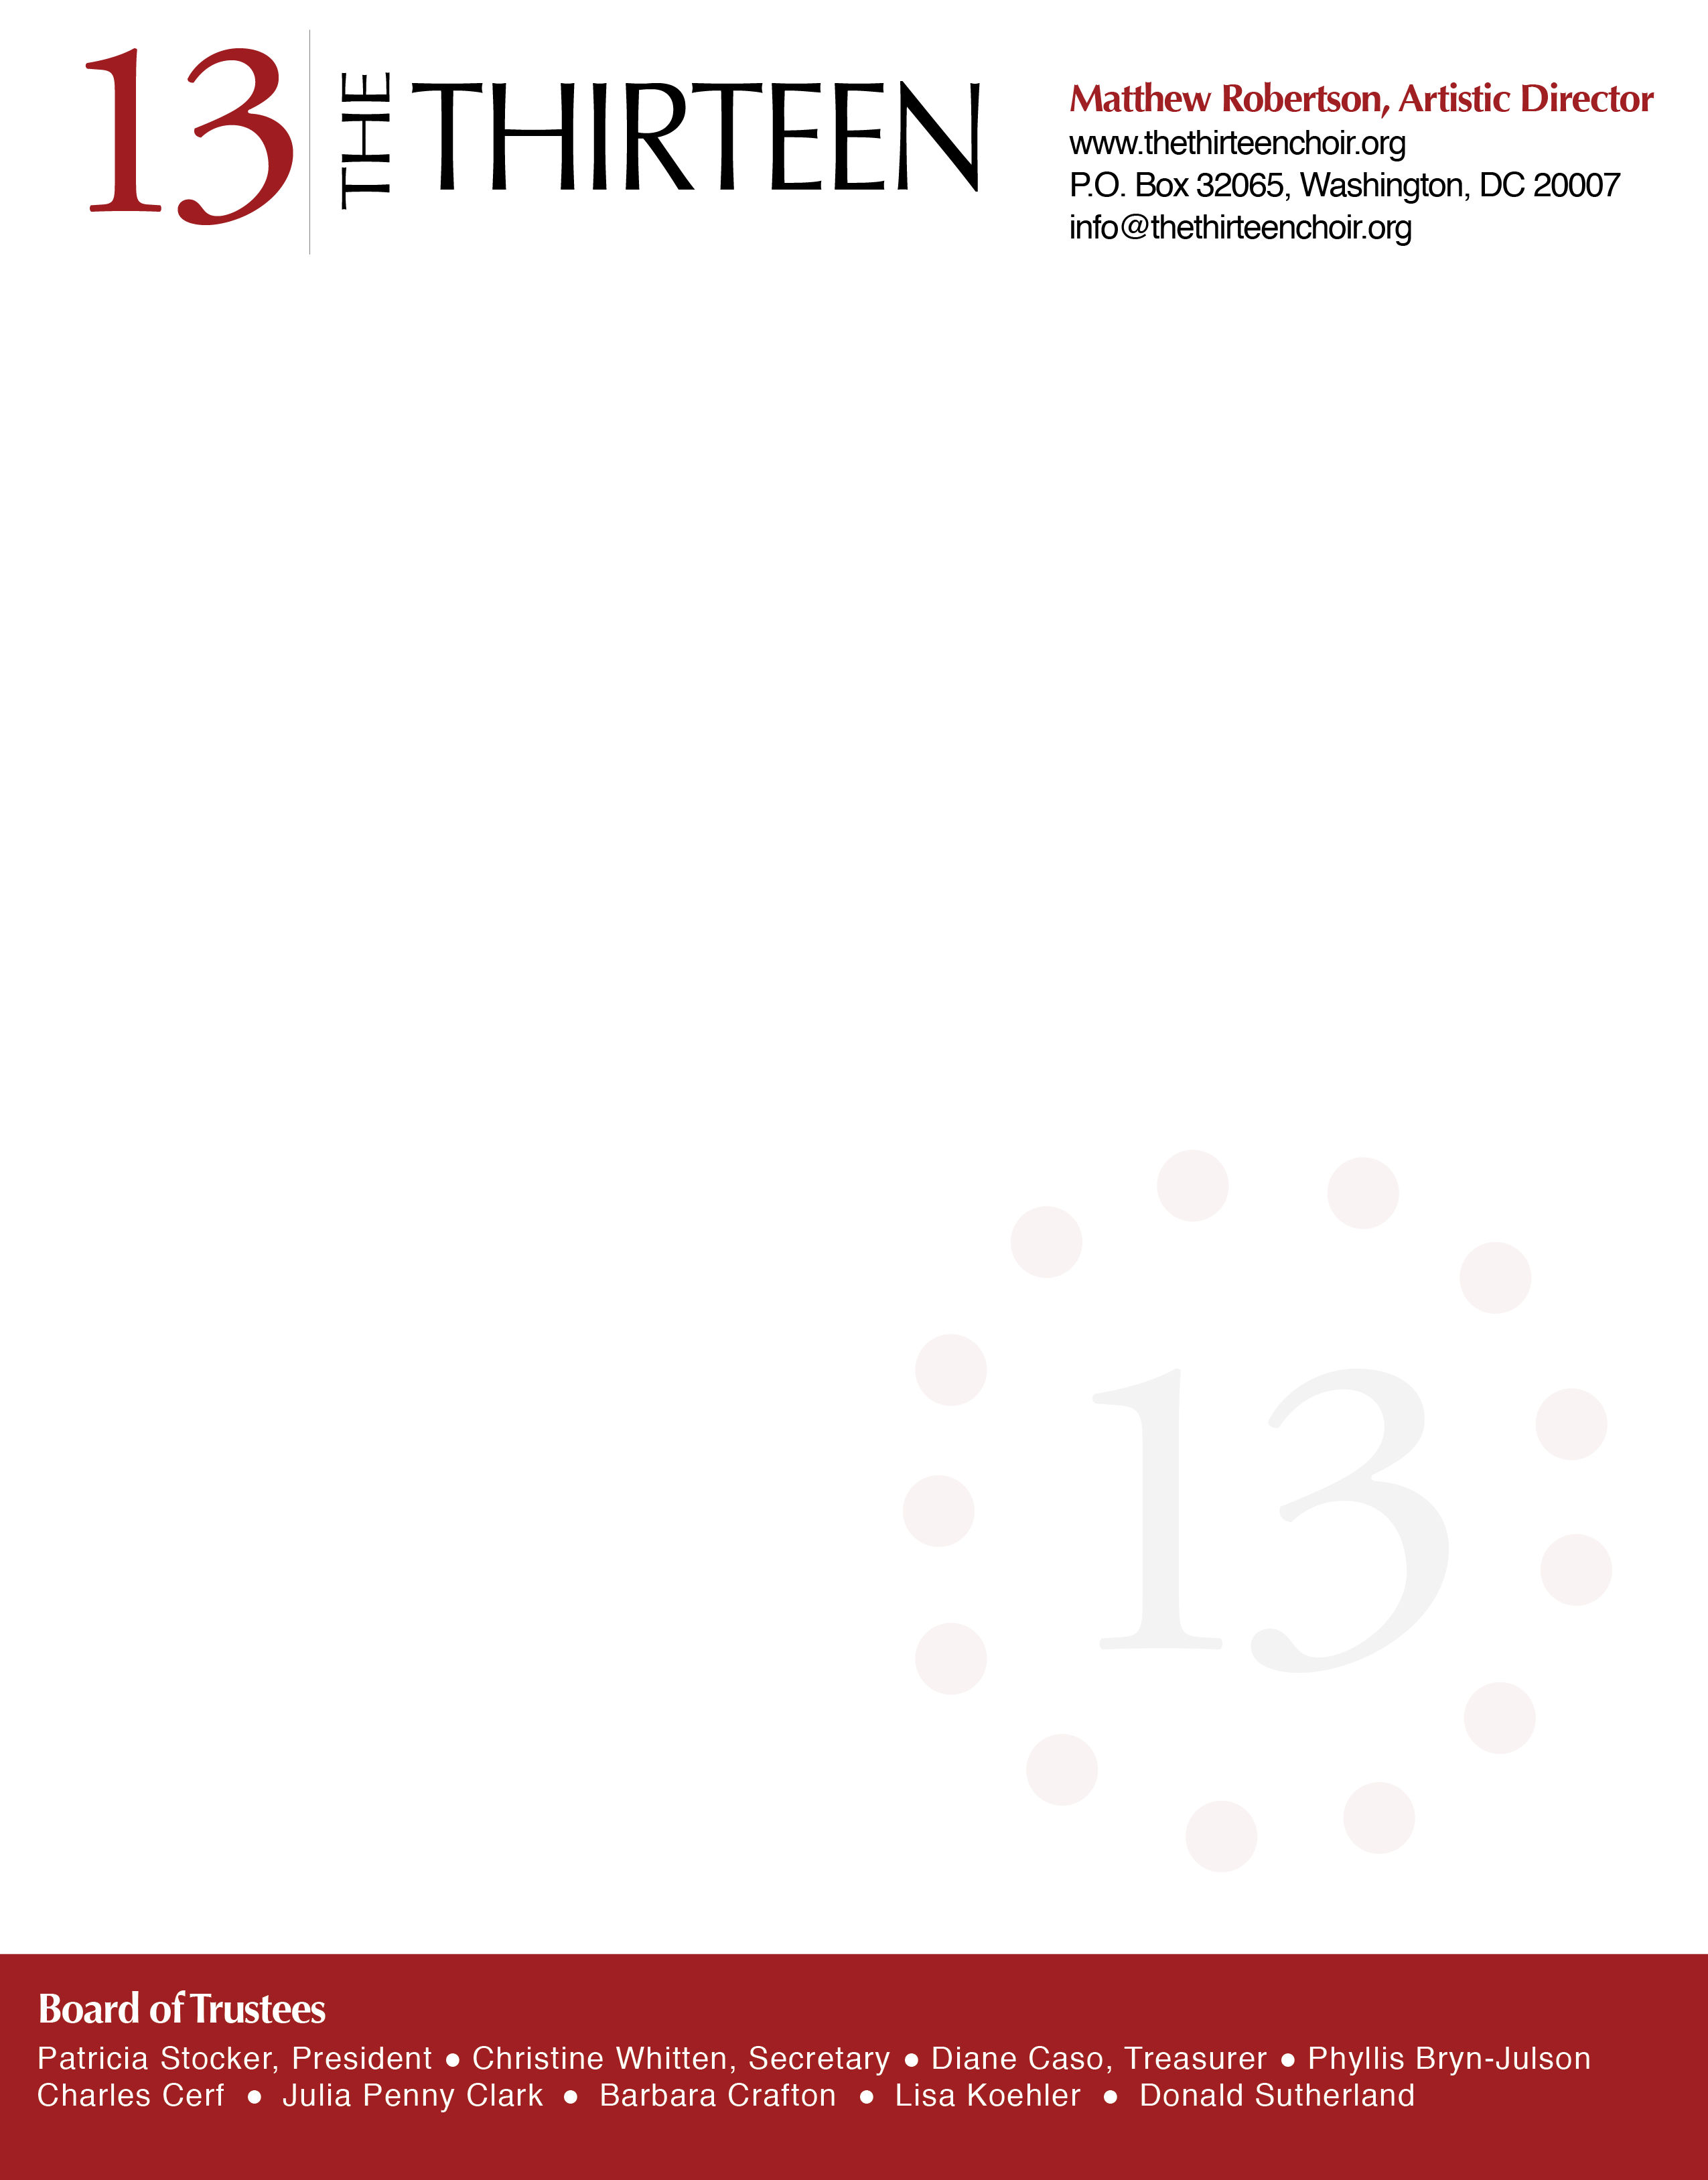 13 THE THIRTEEN
Matthew Robertson, Artistic Director
www.thethirteenchoir.org
P.O. Box 32065, Washington, DC 20007
info@thethirteenchoir.org
13
Board of Trustees
Patricia Stocker, President ● Christine Whitten, Secretary ● Diane Caso, Treasurer ● Phyllis Bryn-Julson
Charles Cerf ● Julia Penny Clark ● Barbara Crafton ● Lisa Koehler ● Donald Sutherland